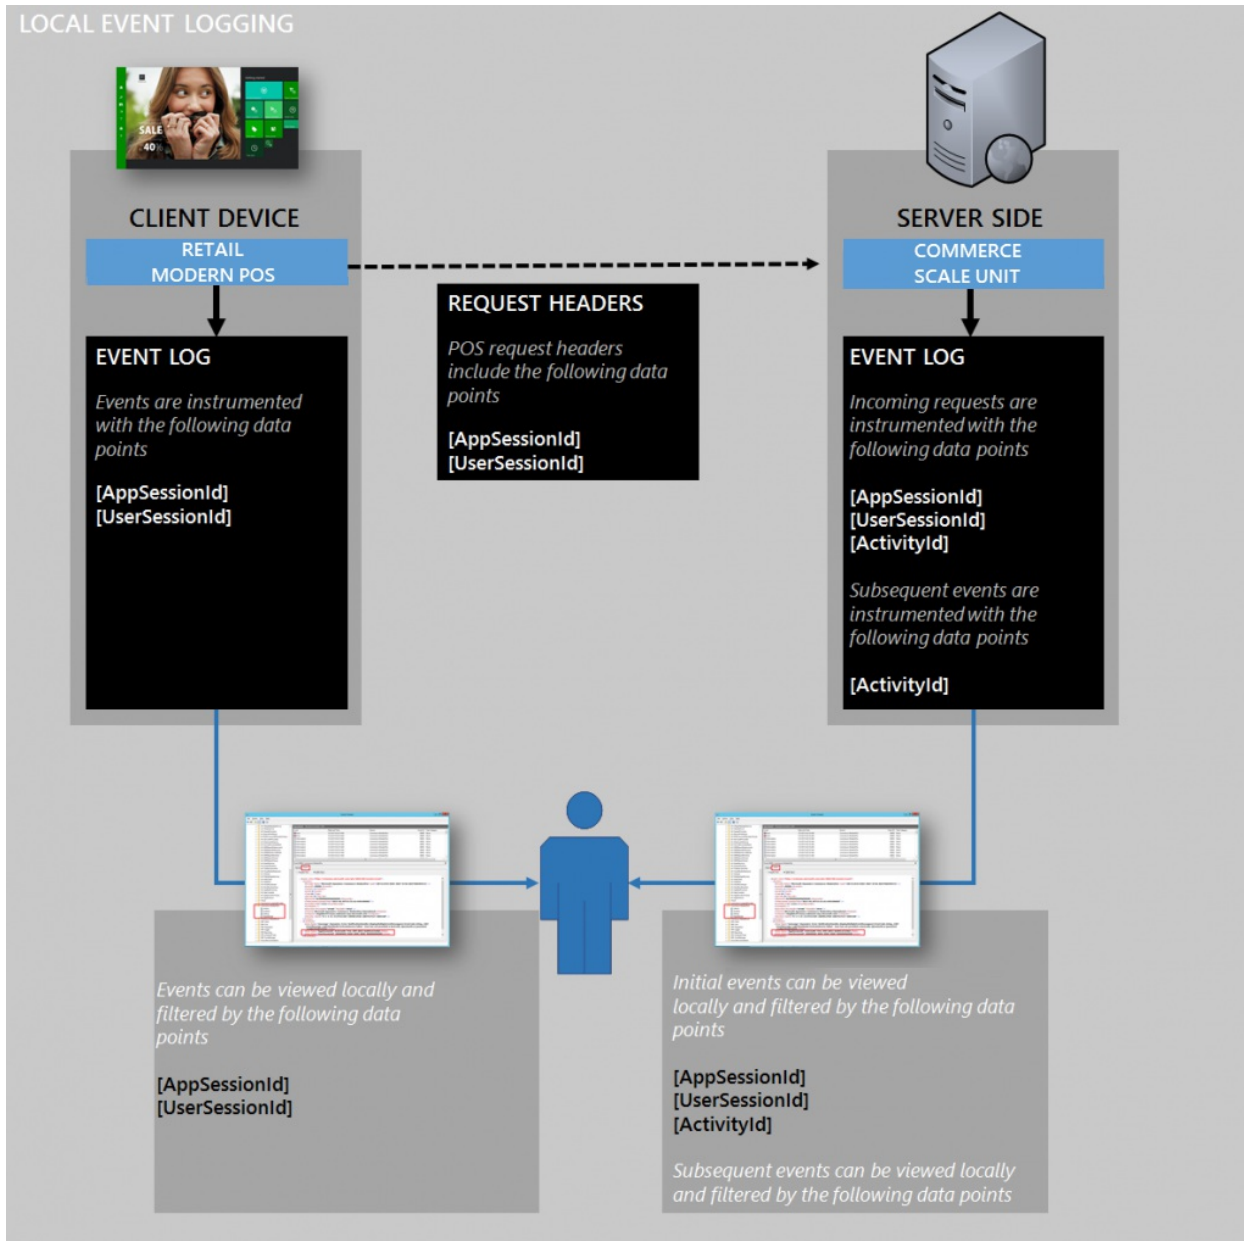 LOCAL EVENT LOGGING
SALE
40%
CLIENT DEVICE
RETAIL
MODERN POS
EVENT LOG
Events are instrumented
with the following data
points
[AppSessionId]
[UserSessionId]
REQUEST HEADERS
POS request headers
include the following data
points
[AppSessionId]
[UserSessionId]
SERVER SIDE
COMMERCE
SCALE UNIT
EVENT LOG
Incoming requests are
instrumented with the
following data points
[AppSessionId]
[UserSessionId]
[ActivityId]
Subsequent events are
instrumented with the
following data points
[ActivityId]
Events can be viewed locally and
filtered by the following data
points
[AppSessionId]
[UserSessionId]
Initial events can be viewed
locally and filtered by the following data
points
[AppSessionId]
[UserSessionId]
[ActivityId]
Subsequent events can be viewed locally
and filtered by the following data points